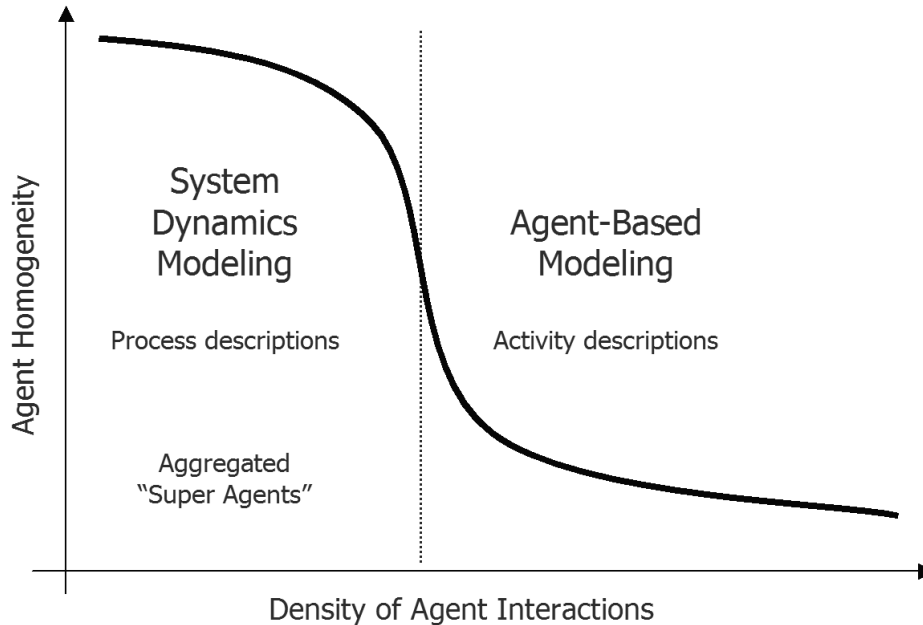 Agent Homogeneity
System
Dynamics
Modeling
Process descriptions
Aggregated
“Super Agents”
Agent-Based
Modeling
Activity descriptions
Density of Agent Interactions